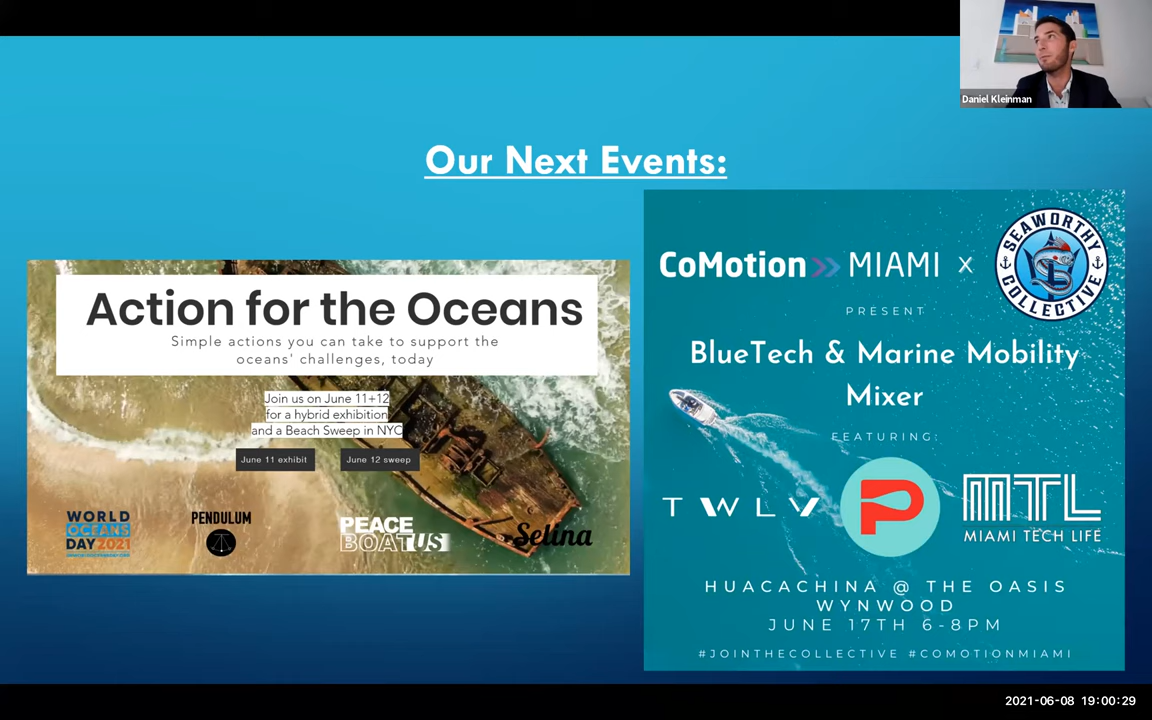 Daniel Kleinman
Our Next Events:
Action for the Oceans
Simple actions you can take to support the
oceans' challenges, today
Join us on June 11+12
for a hybrid exhibition
and a Beach Sweep in NYC
June 11 exhibit
June 12 sweep
WORLD
OCEANS
DAY2021
PENDULUM
PEACE
BOATUS
Selina
CoMotion MIAMI X
SEAWORTHY
COLLECTIVE
PRESENT
BlueTech & Marine Mobility
Mixer
FEATURING:
TWLV
P
MTL
MIAMI TECH LIFE
HUACACHINA @ THE OASIS
WYNWOOD
JUNE 17TH 6-8PM
#JOINTHECOLLECTIVE #COMOTIONMIAMI
2021-06-08 19:00:29